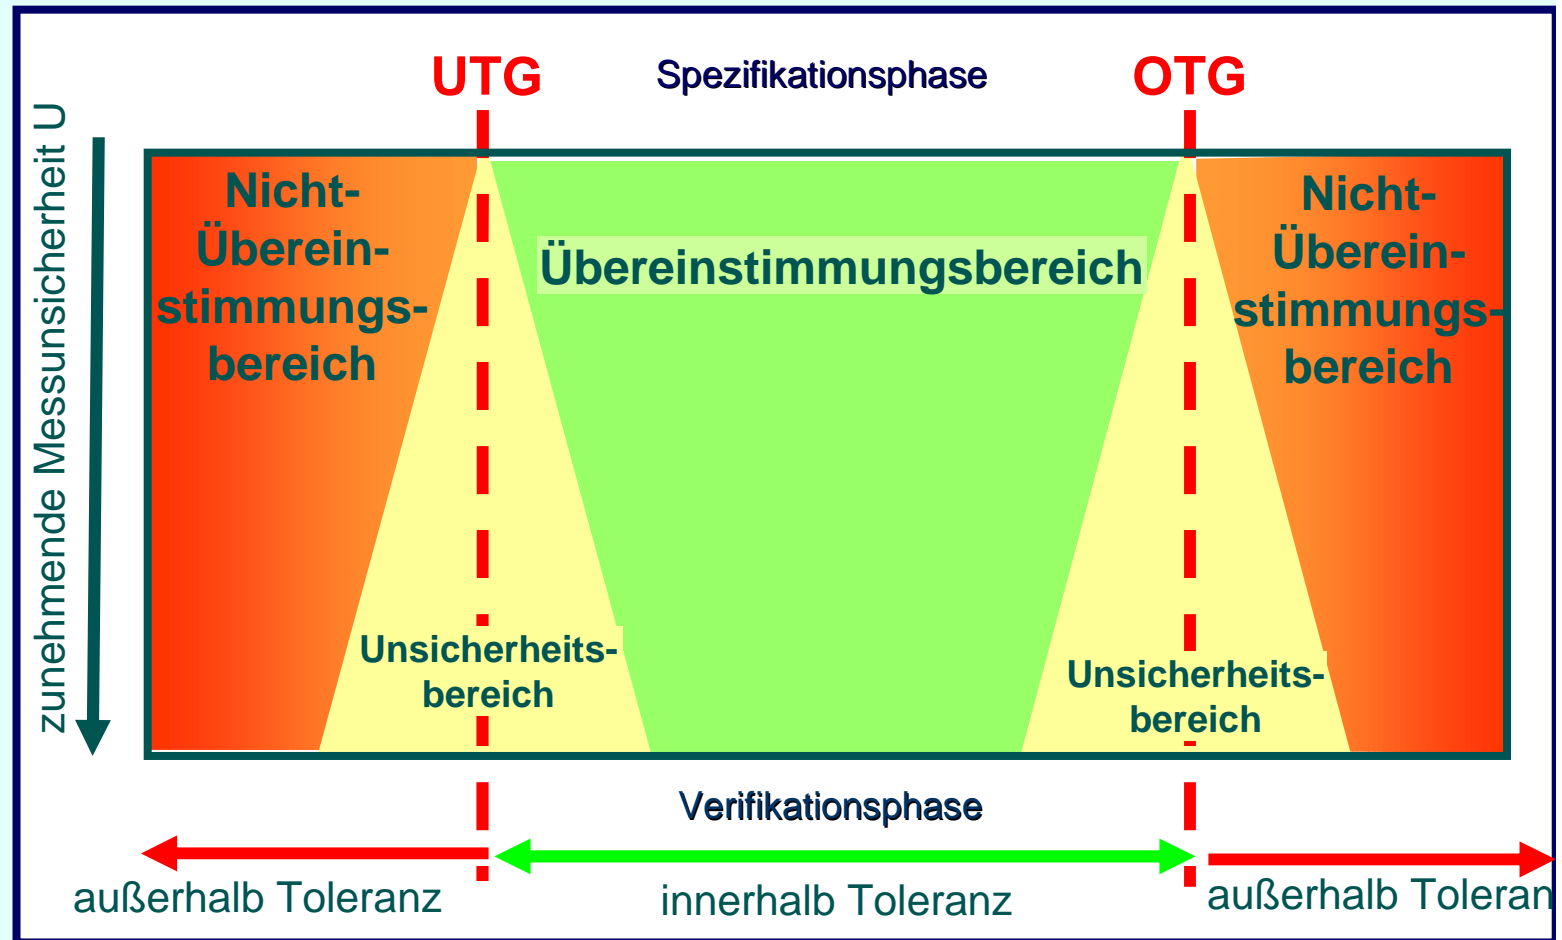 UTG
Spezifikationsphase
OTG
zunehmende Messunsicherheit U
Nicht-
Überein-
stimmungs-
bereich
Übereinstimmungsbereich
Nicht-
Überein-
stimmungs-
bereich
Unsicherheits-
bereich
Unsicherheits-
bereich
Verifikationsphase
außerhalb Toleranz
innerhalb Toleranz
außerhalb Toleran